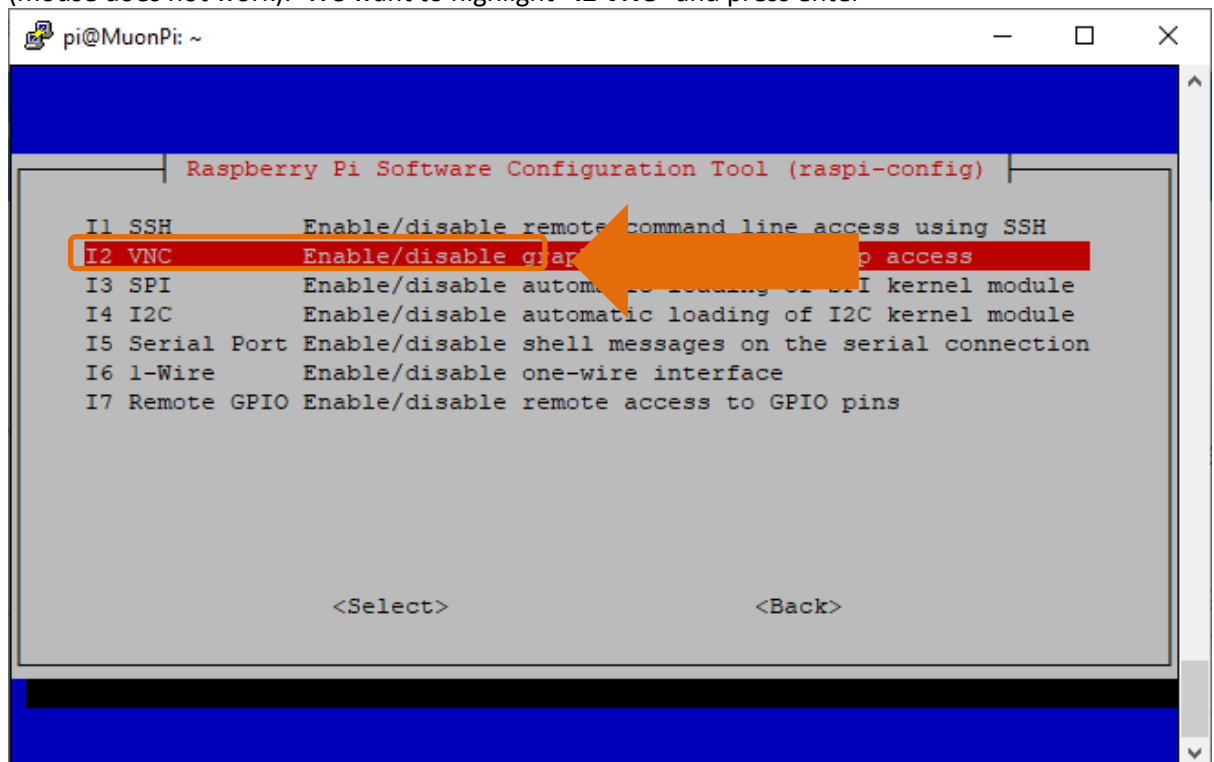 (mouse does not work). We want to highlight "I2 VNC" and press enter
pi@MuonPi: ~
Raspberry Pi Software Configuration Tool (raspi-config)
I1 SSH Enable/disable remote command line access using SSH
I2 VNC Enable/disable access
I3 SPI Enable/disable loading of SPI kernel module
I4 I2C Enable/disable automatic loading of I2C kernel module
I5 Serial Port Enable/disable shell messages on the serial connection
I6 1-Wire Enable/disable one-wire interface
I7 Remote GPIO Enable/disable remote access to GPIO pins
<Select> <Back>